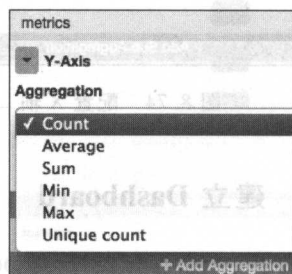 metrics
Y-Axis
Aggregation
✓ Count
Average
Sum
Min
Max
Unique count
+ Add Aggregation